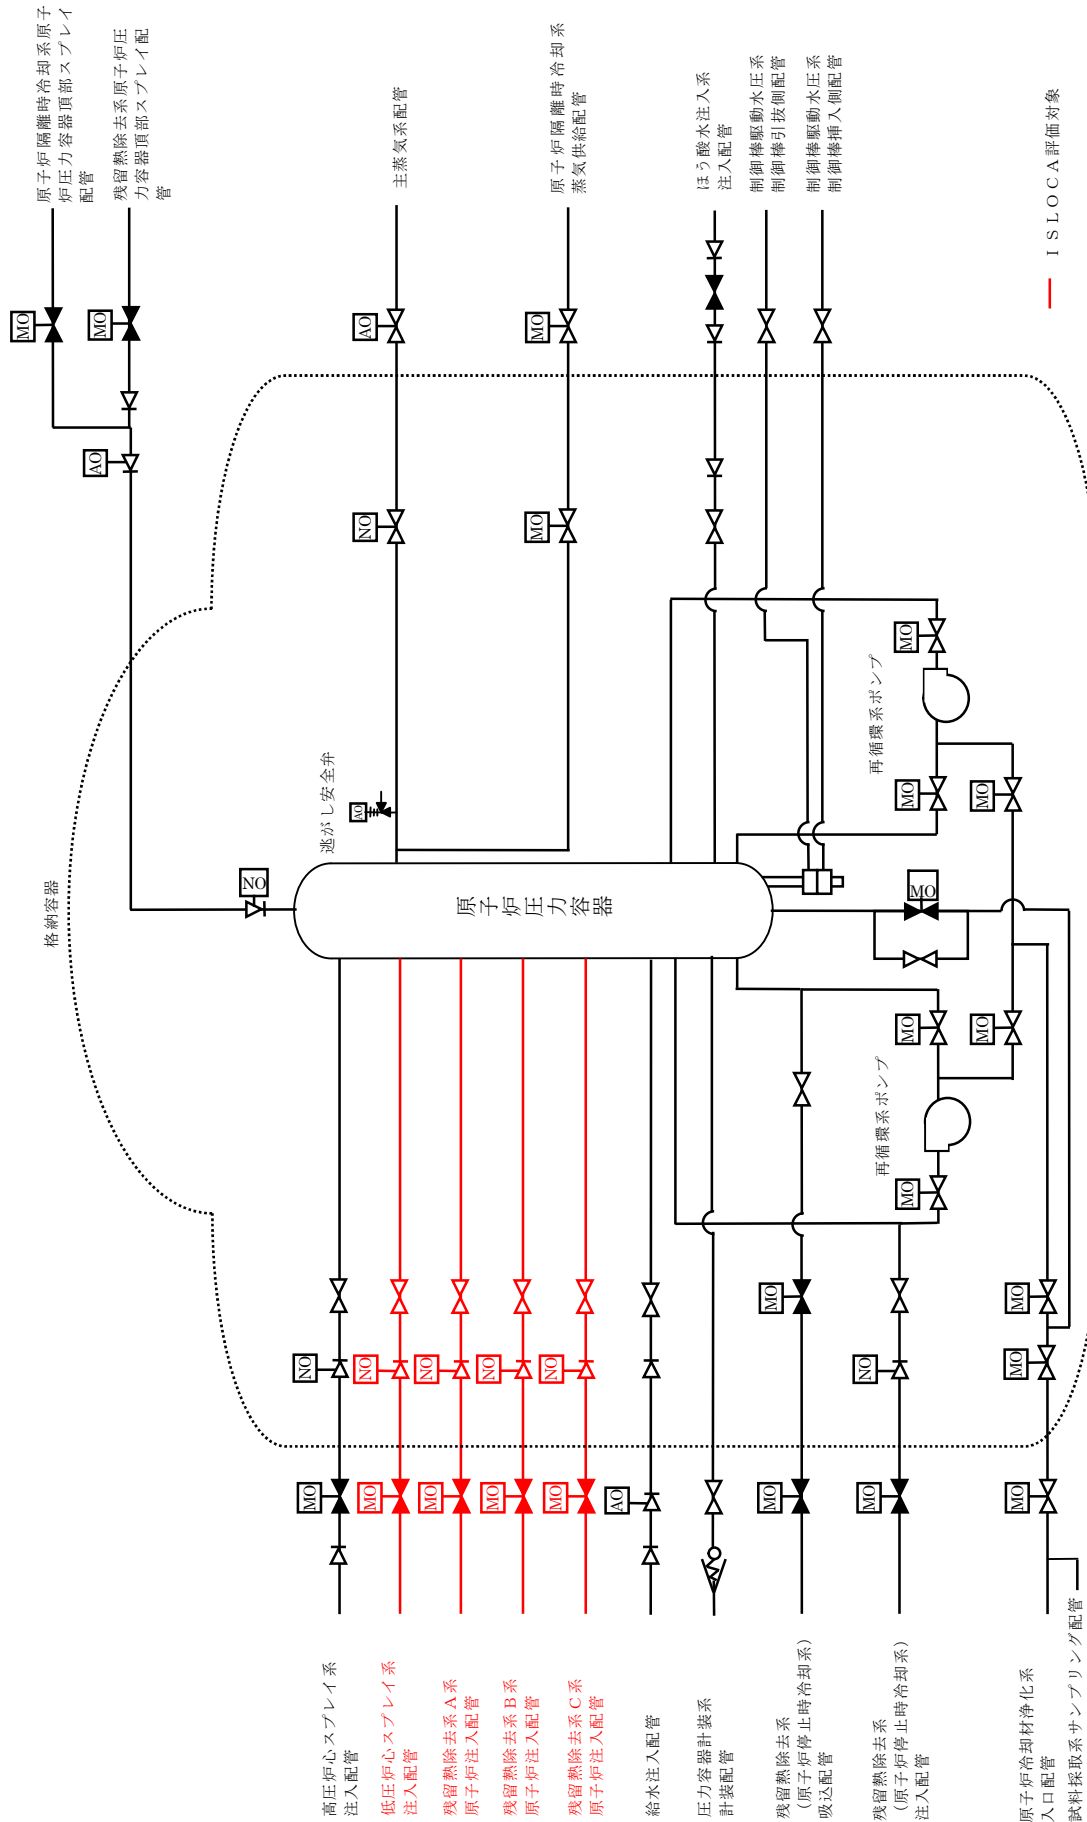 原子炉隔離時冷却系原子
炉圧力容器頂部スプレイ
配管
残留熱除去系原子炉圧
力容器頂部スプレイ配
管
主蒸気系配管
原子炉隔離時冷却系
蒸気供給配管
ほう酸水注入系
注入配管
制御棒駆動水圧系
制御棒引抜側配管
制御棒駆動水圧系
制御棒挿入側配管
ISLOCA評価対象
MO
MO
AO
AO
MO
NO
MO
格納容器
NO
逃がし安全弁
AO
原子炉圧力容器
MO
再循環系ポンプ
MO
MO
MO
MO
MO
再循環系ポンプ
MO
MO
MO
NO
NO
NO
NO
NO
NO
MO
MO
MO
MO
MO
MO
AO
MO
MO
MO
高圧炉心スプレイ系
注入配管
低圧炉心スプレイ系
注入配管
残留熱除去系A系
原子炉注入配管
残留熱除去系B系
原子炉注入配管
残留熱除去系C系
原子炉注入配管
給水注入配管
圧力容器計装系
計装配管
残留熱除去系
(原子炉停止時冷却系)
吸込配管
残留熱除去系
(原子炉停止時冷却系)
注入配管
原子炉冷却材浄化系
入口配管
試料採取系サンプリング配管